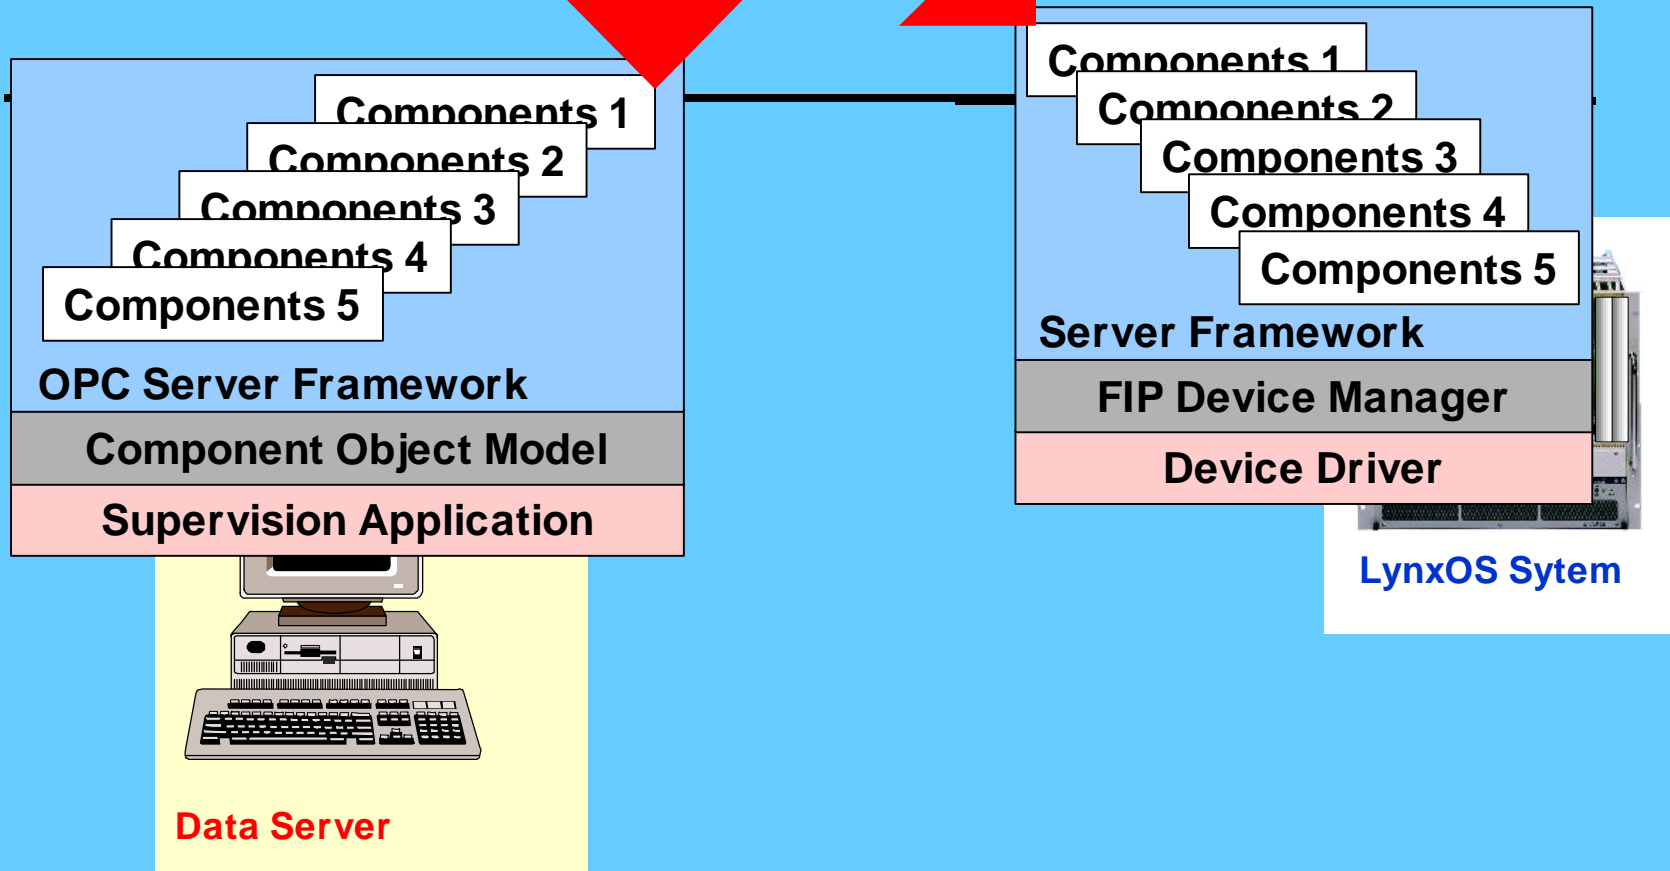 Components 1
Components 2
Components 3
Components 4
Components 5
OPC Server Framework
Component Object Model
Supervision Application
Data Server
Components 1
Components 2
Components 3
Components 4
Components 5
Server Framework
FIP Device Manager
Device Driver
LynxOS Sytem